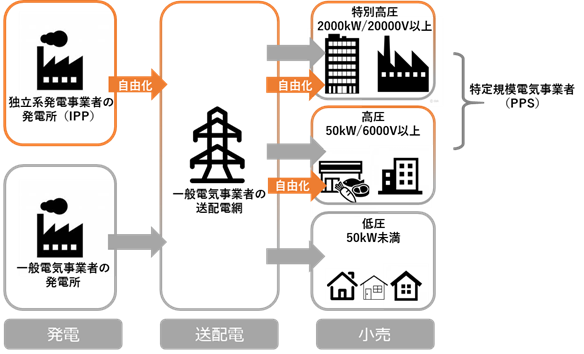 独立系発電事業者の
発電所（IPP）
自由化
一般電気事業者の
発電所
一般電気事業者の
送配電網
特別高圧
2000kW/20000V以上
自由化
高圧
50kW/6000V以上
自由化
低圧
50kW未満
特定規模電気事業者
（PPS）
発電
送配電
小売